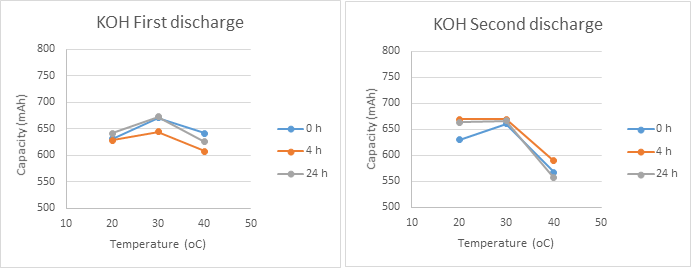 KOH First discharge
800
750
700
650
600
550
500
10
20
30
40
50
Capacity (mAh)
Temperature (oC)
0 h
4 h
24 h
KOH Second discharge
800
750
700
650
600
550
500
10
20
30
40
50
Capacity (mAh)
Temperature (oC)
0 h
4 h
24 h